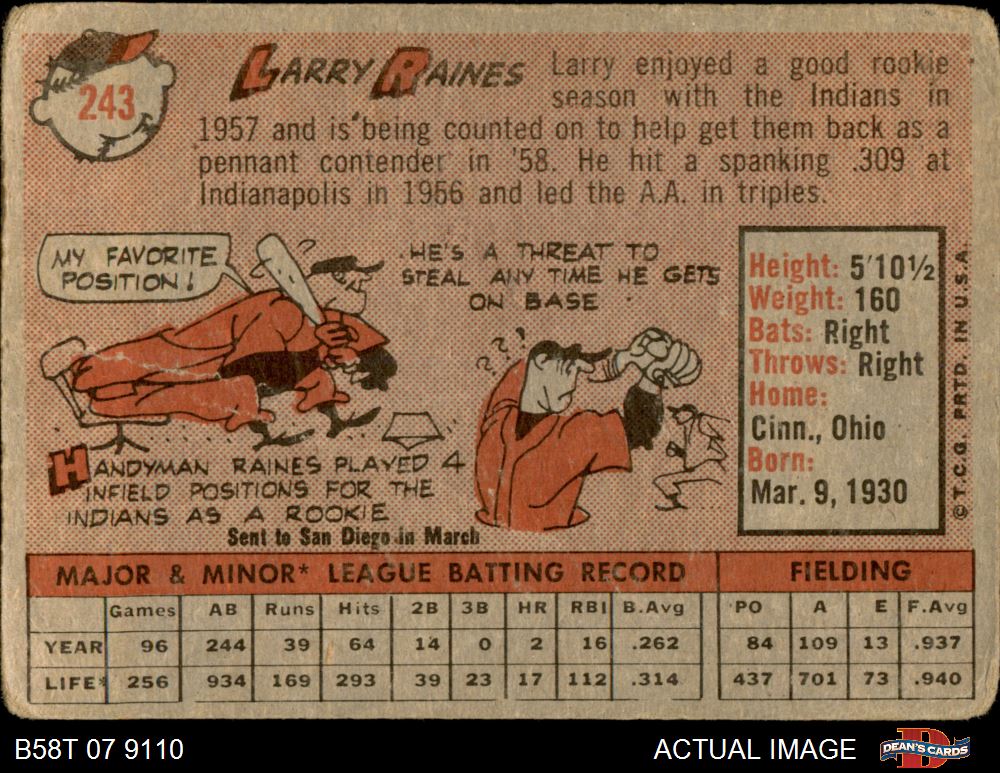 243
LARRY RAINES
Larry enjoyed a good rookie
season with the Indians in
1957 and is being counted on to help get them back as a
pennant contender in '58. He hit a spanking .309 at
Indianapolis in 1956 and led the A.A. in triples.
MY FAVORITE
POSITION!
HE'S A THREAT TO
STEAL ANY TIME HE GETS
ON BASE
? ?
HANDYMAN RAINES PLAYED 4
INFIELD POSITIONS FOR THE
INDIANS AS A ROOKIE
Sent to San Diego in March
Height: 5'10½
Weight: 160
Bats: Right
Throws: Right
Home:
Cinn., Ohio
Born:
Mar. 9, 1930
© T.C.G. PRTD. IN U.S.A.
MAJOR & MINOR* LEAGUE BATTING RECORD FIELDING
Games AB Runs Hits 2B 3B HR RBI B.Avg PO A E F.Avg
YEAR 96 244 39 64 14 0 2 16 .262 84 109 13 .937
LIFE* 256 934 169 293 39 23 17 112 .314 437 701 73 .940
B58T 07 9110
ACTUAL IMAGE
DEAN'S CARDS